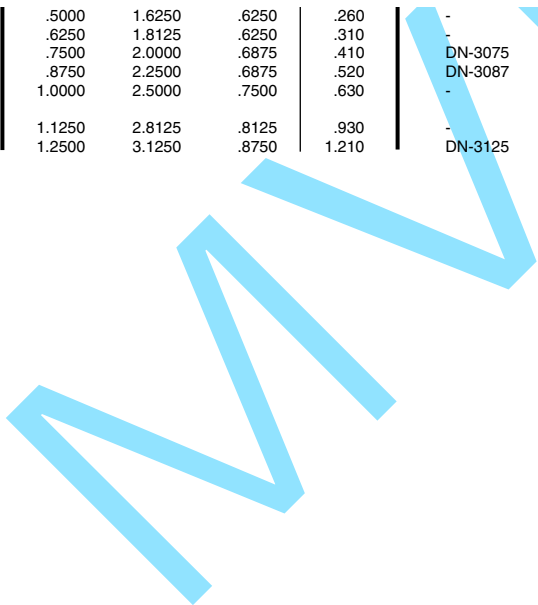 .5000 1.6250 .6250 .260 -
.6250 1.8125 .6250 .310 -
.7500 2.0000 .6875 .410 DN-3075
.8750 2.2500 .6875 .520 DN-3087
1.0000 2.5000 .7500 .630 -
1.1250 2.8125 .8125 .930 -
1.2500 3.1250 .8750 1.210 DN-3125
MV